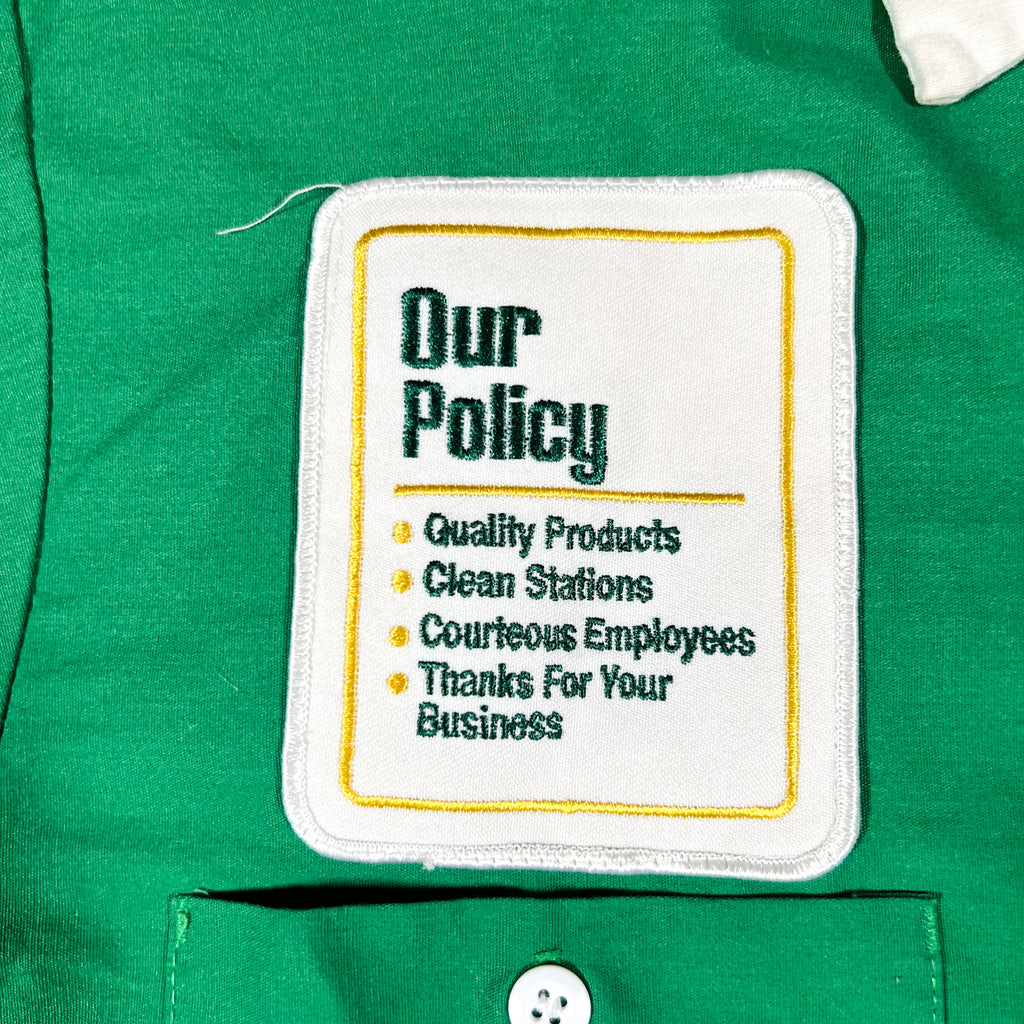 Our
Policy
• Quality Products
• Clean Stations
• Courteous Employees
• Thanks For Your
Business